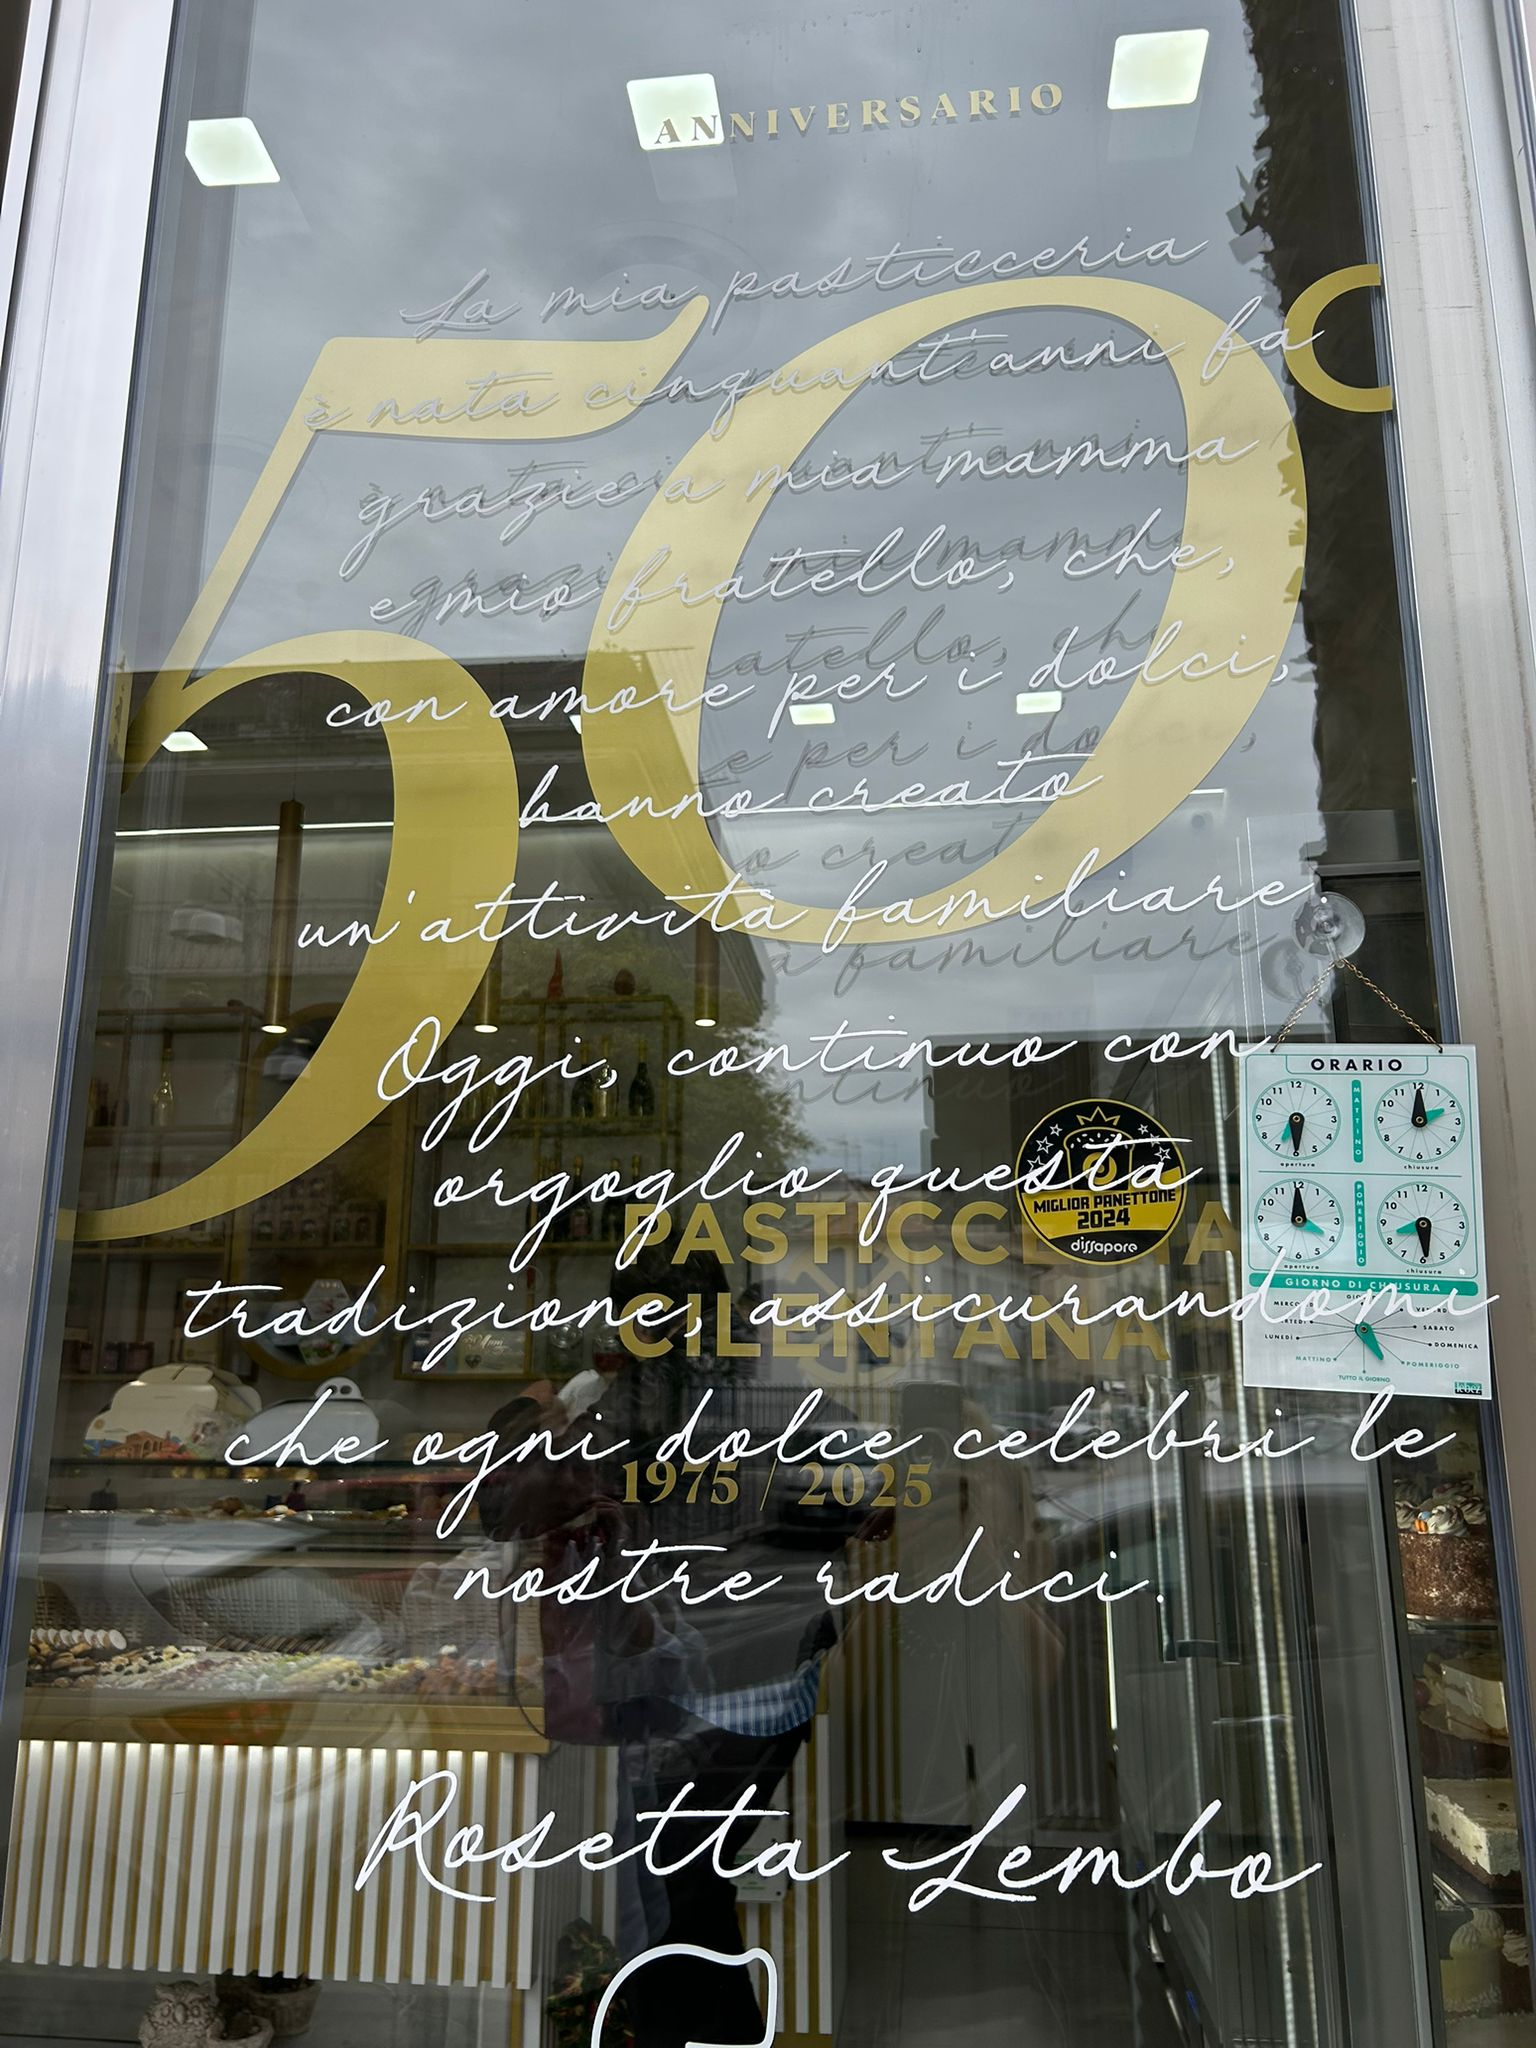 ANNIVERSARIO
50°
La mia pasticceria
è nata cinquant'anni fa
grazie a mia mamma
e mio fratello, che,
con amore per i dolci,
hanno creato
un'attività familiare.
Oggi, continuo con
orgoglio questa
tradizione, assicurandomi
che ogni dolce celebri le
nostre radici.
Rosetta Lembo
PASTICCERIA
CILENTANA
1975 / 2025
MIGLIOR PANETTONE
2024
dissapore
ORARIO
MATTINO
apertura
chiusura
POMERIGGIO
apertura
chiusura
GIORNO DI CHIUSURA
SABATO
LUNEDÌ
DOMENICA
MATTINO
POMERIGGIO
TUTTO IL GIORNO